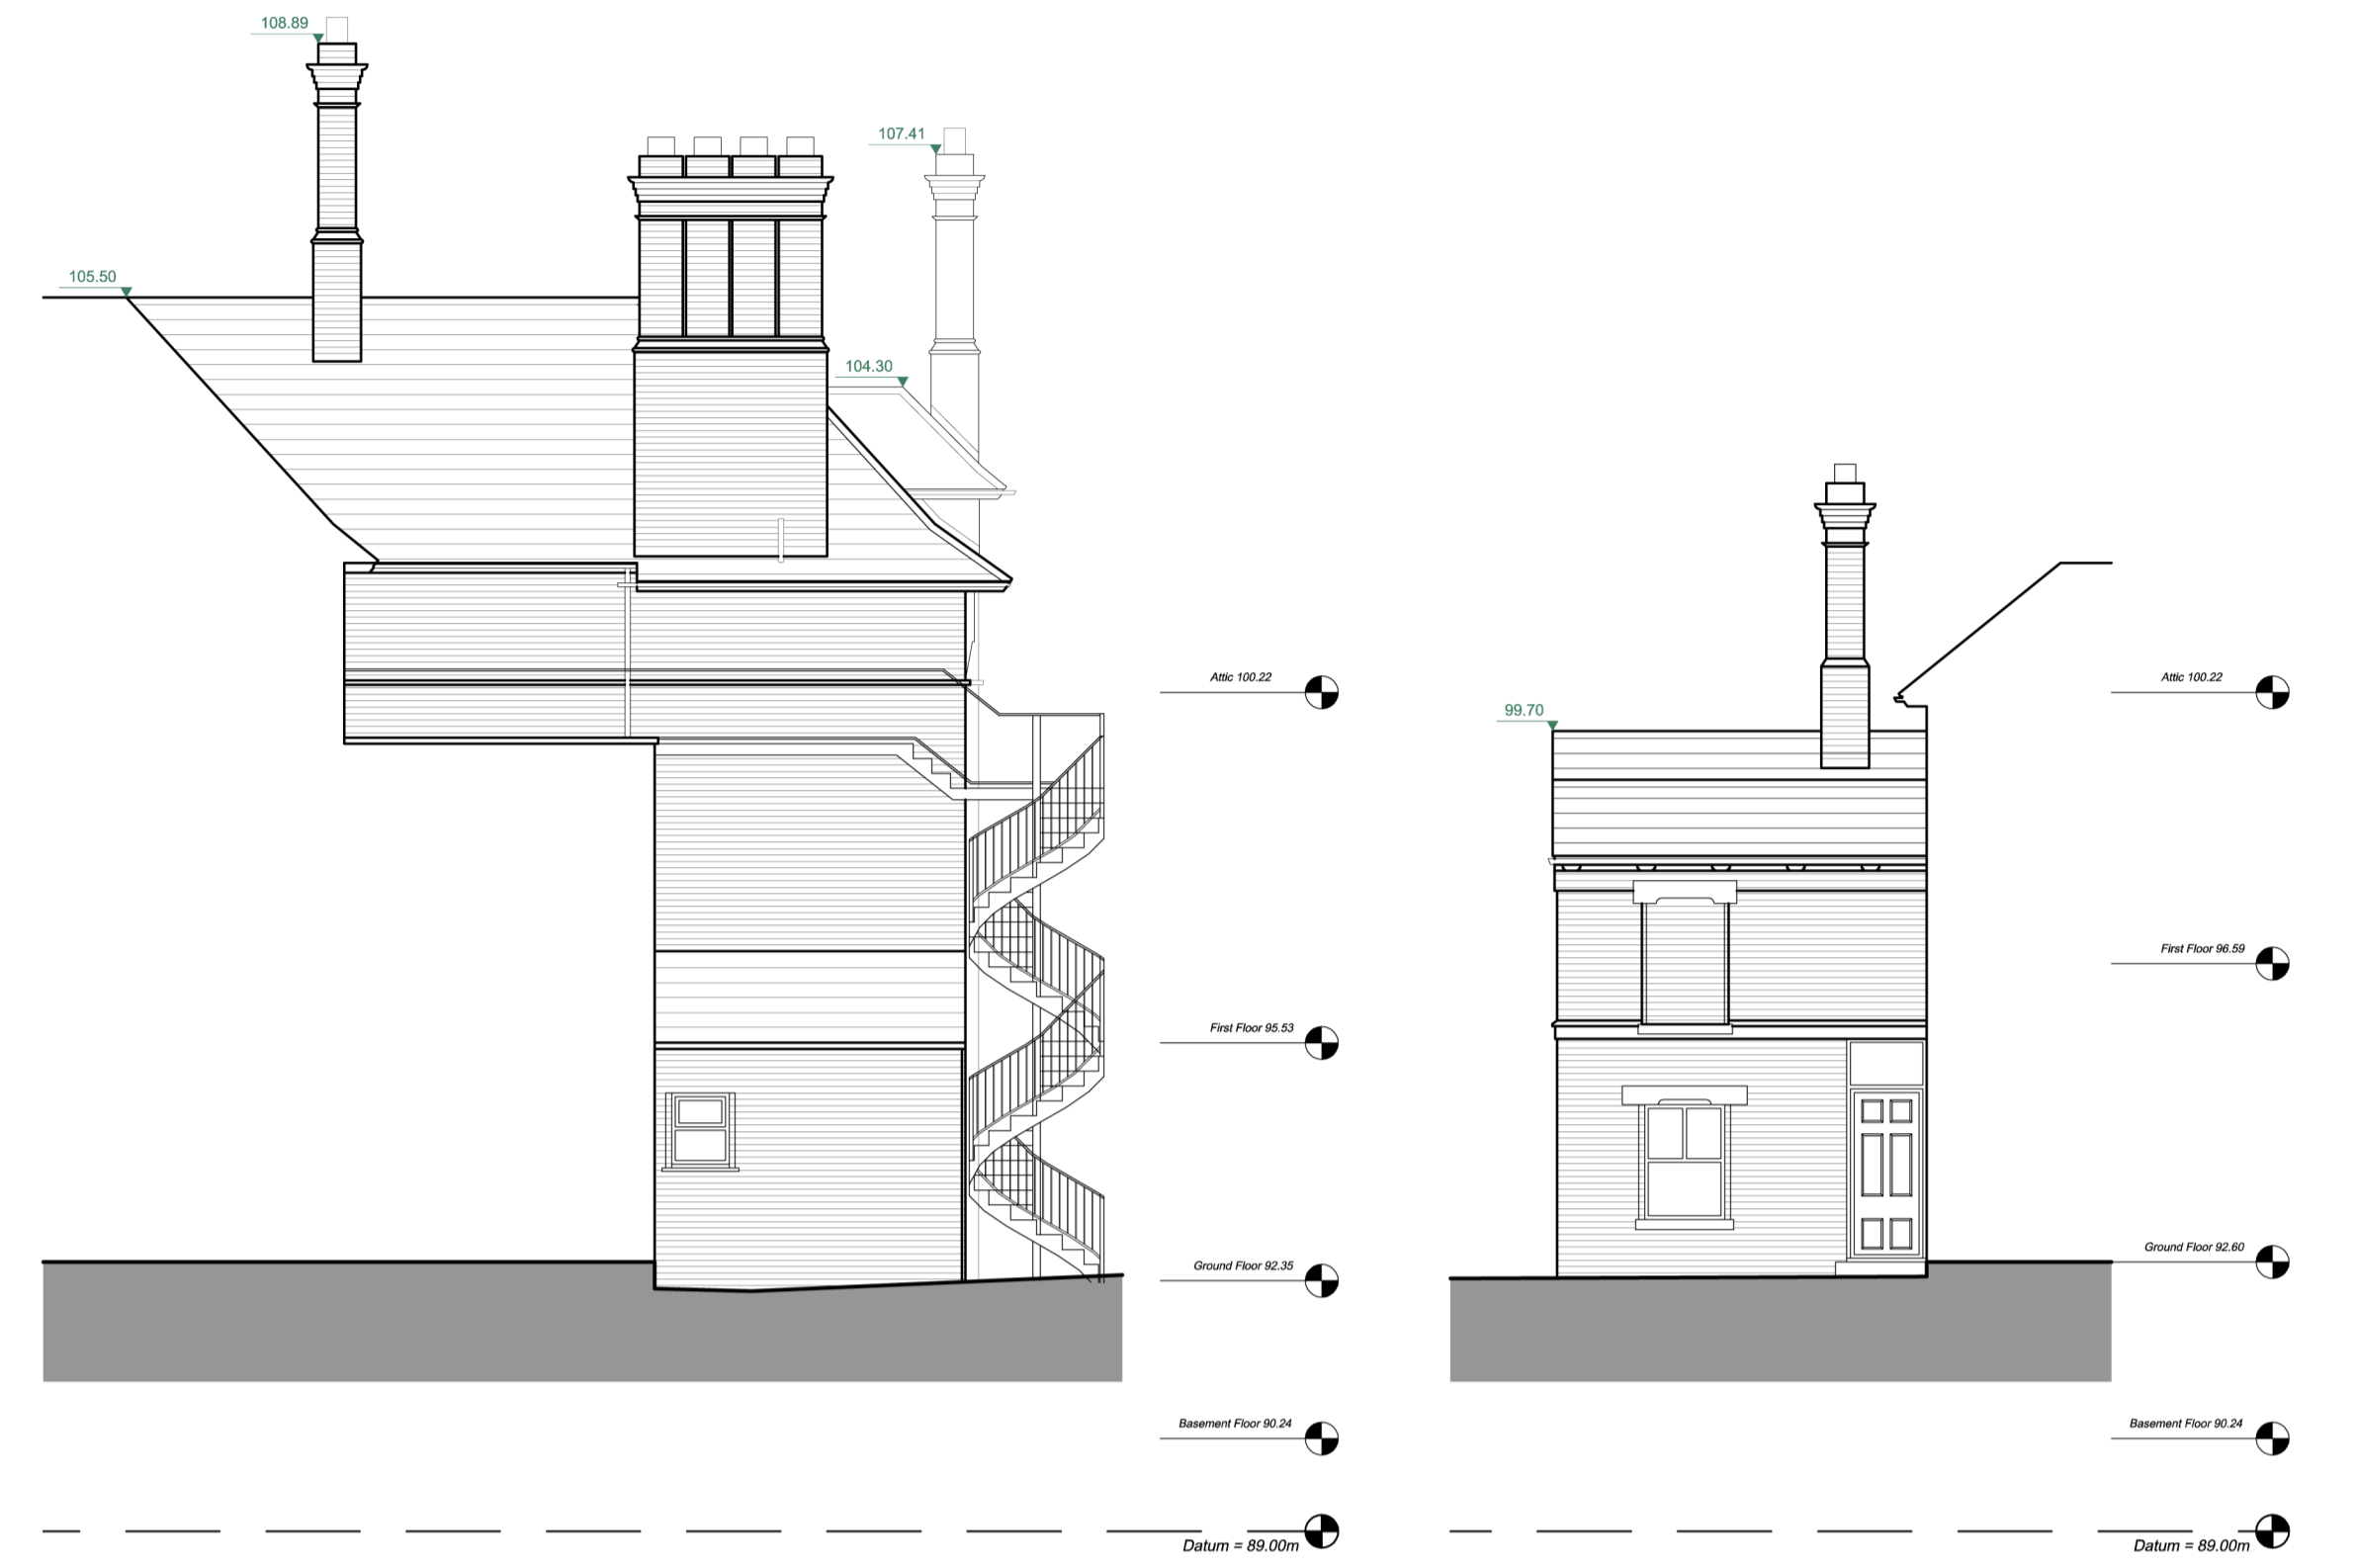 108.89
107.41
105.50
104.30
Attic 100.22
Attic 100.22
99.70
First Floor 96.59
First Floor 95.53
Ground Floor 92.60
Ground Floor 92.35
Basement Floor 90.24
Basement Floor 90.24
Datum = 89.00m
Datum = 89.00m